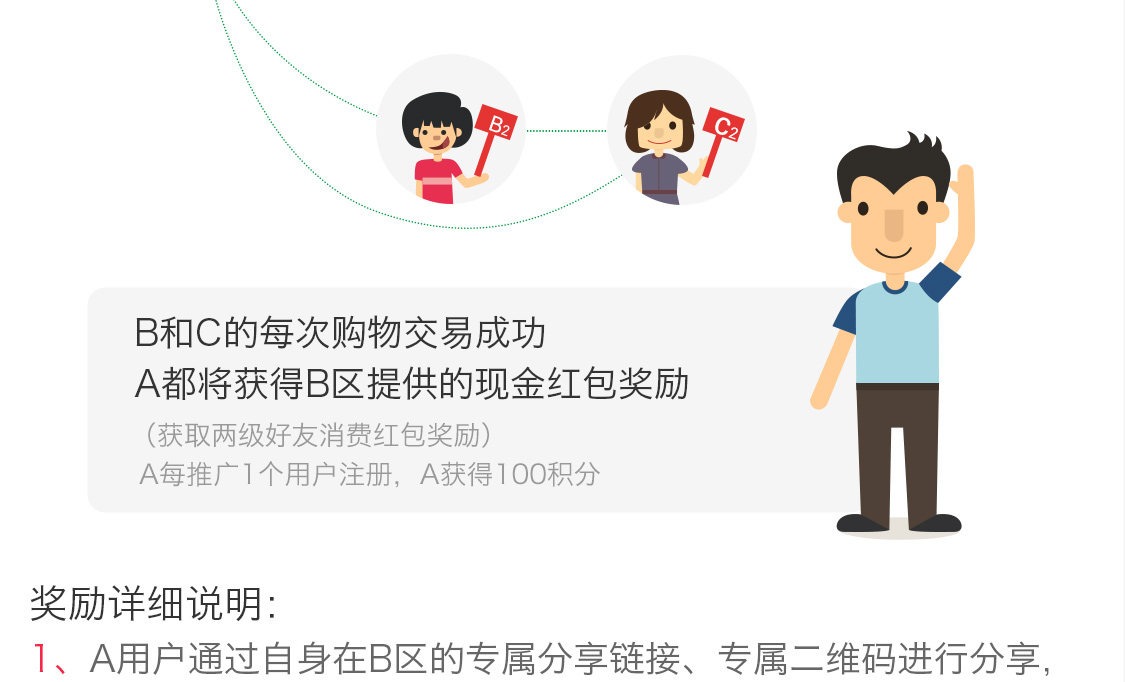 B2
C2
B和C的每次购物交易成功
A都将获得B区提供的现金红包奖励
（获取两级好友消费红包奖励）
A每推广1个用户注册，A获得100积分
奖励详细说明：
1、A用户通过自身在B区的专属分享链接、专属二维码进行分享，